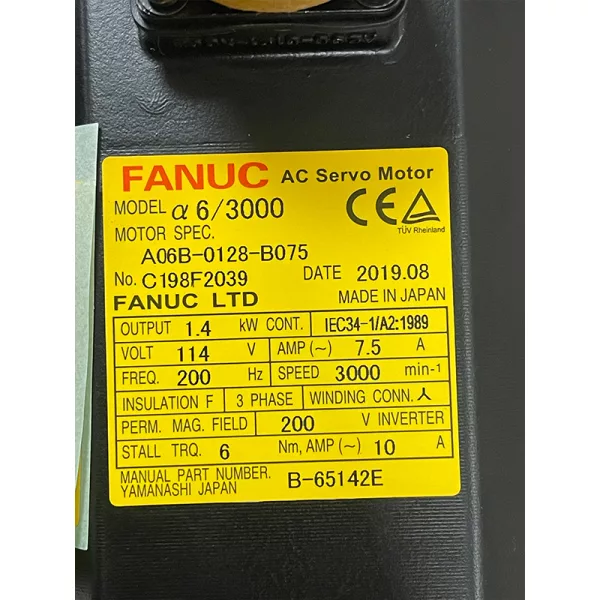 FANUC AC Servo Motor
MODEL α 6/3000
MOTOR SPEC.
A06B-0128-B075
No. C198F2039 DATE 2019.08
FANUC LTD MADE IN JAPAN
CE TÜV Rheinland
OUTPUT 1.4 kW CONT. IEC34-1/A2:1989
VOLT 114 V AMP (~) 7.5 A
FREQ. 200 Hz SPEED 3000 min-1
INSULATION F 3 PHASE WINDING CONN. 人
PERM. MAG. FIELD 200 V INVERTER
STALL TRQ. 6 Nm, AMP (~) 10 A
MANUAL PART NUMBER. B-65142E
YAMANASHI JAPAN